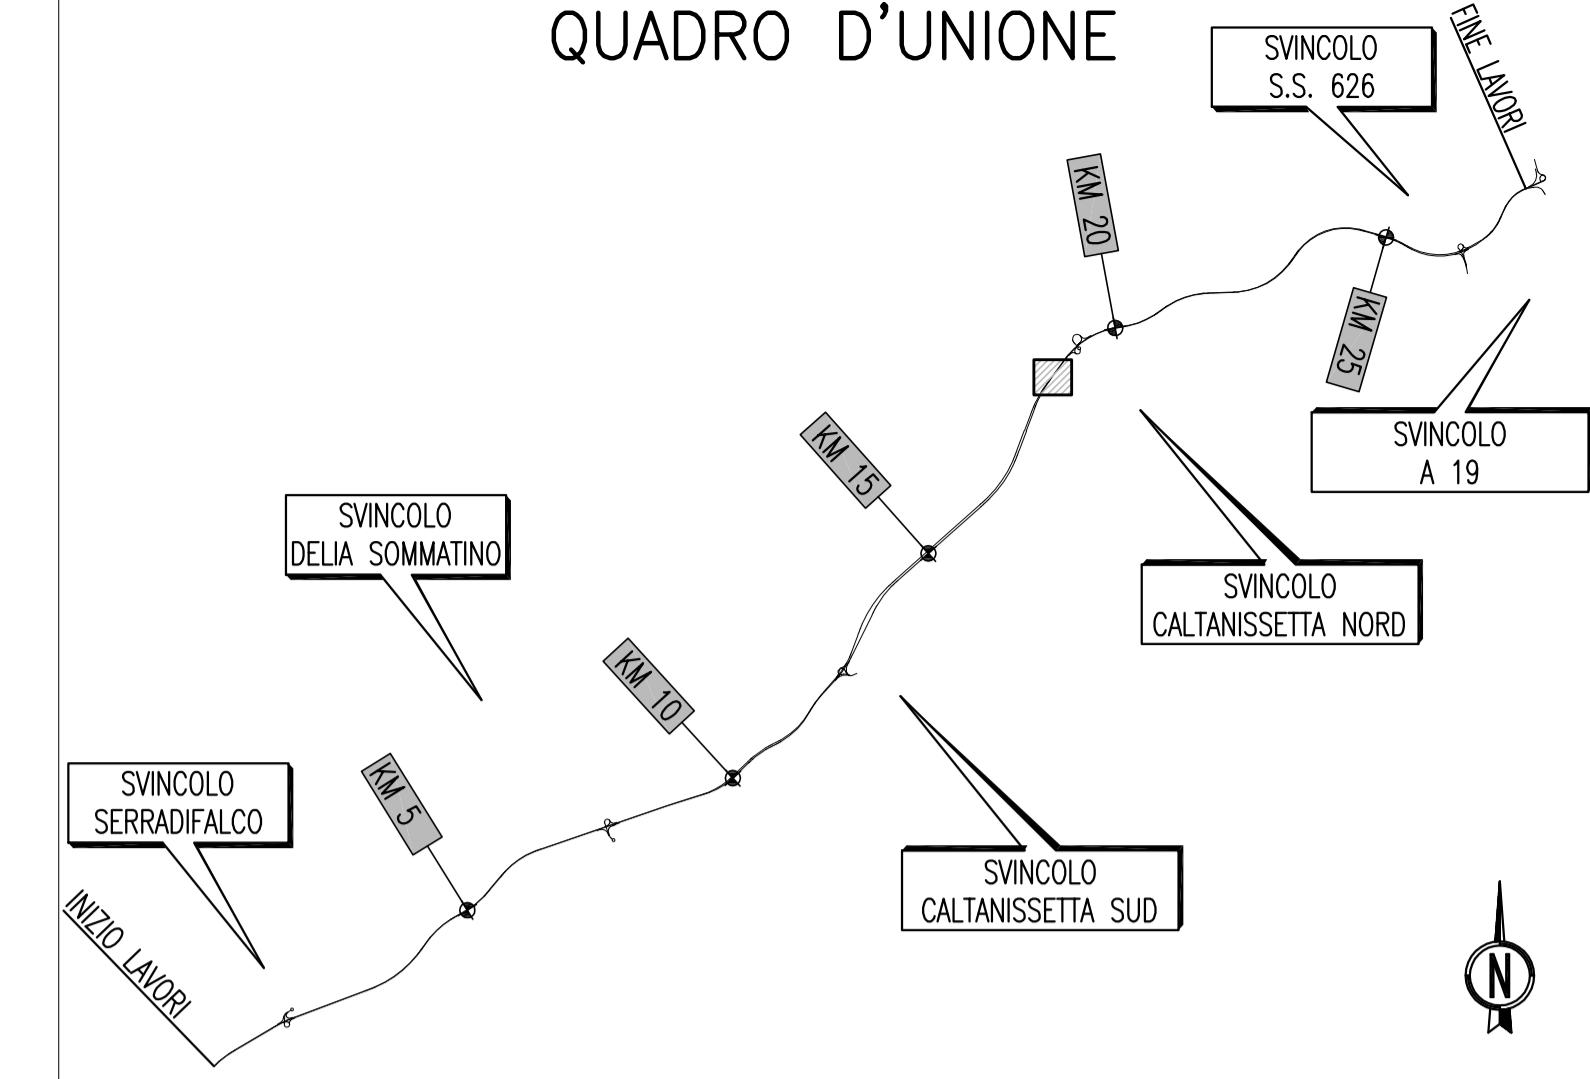 QUADRO D'UNIONE
SVINCOLO
S.S. 626
FINE LAVORI
KM 20
KM 25
SVINCOLO
A 19
KM 15
SVINCOLO
DELIA SOMMATINO
SVINCOLO
CALTANISSETTA NORD
KM 10
KM 5
SVINCOLO
SERRADIFALCO
SVINCOLO
CALTANISSETTA SUD
INIZIO LAVORI
N